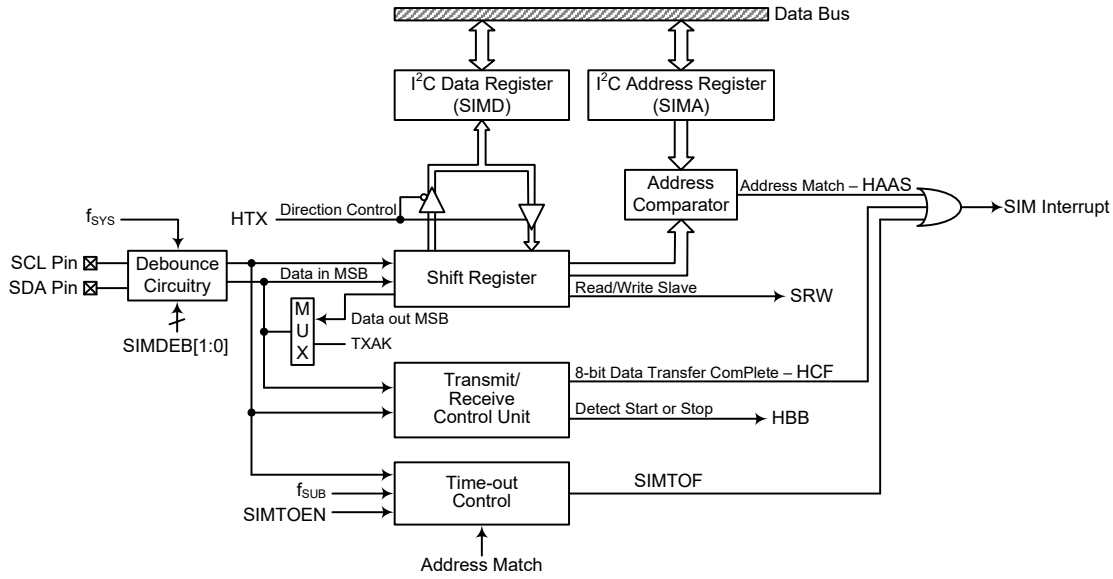 Data Bus
I²C Data Register
(SIMD)
I²C Address Register
(SIMA)
Address
Comparator
Address Match – HAAS
SIM Interrupt
HTX
Direction Control
fSYS
SCL Pin
SDA Pin
Debounce
Circuitry
SIMDEB[1:0]
Data in MSB
Shift Register
Read/Write Slave
SRW
M
U
X
Data out MSB
TXAK
Transmit/
Receive
Control Unit
8-bit Data Transfer ComPlete – HCF
Detect Start or Stop
HBB
Time-out
Control
fSUB
SIMTOEN
SIMTOF
Address Match